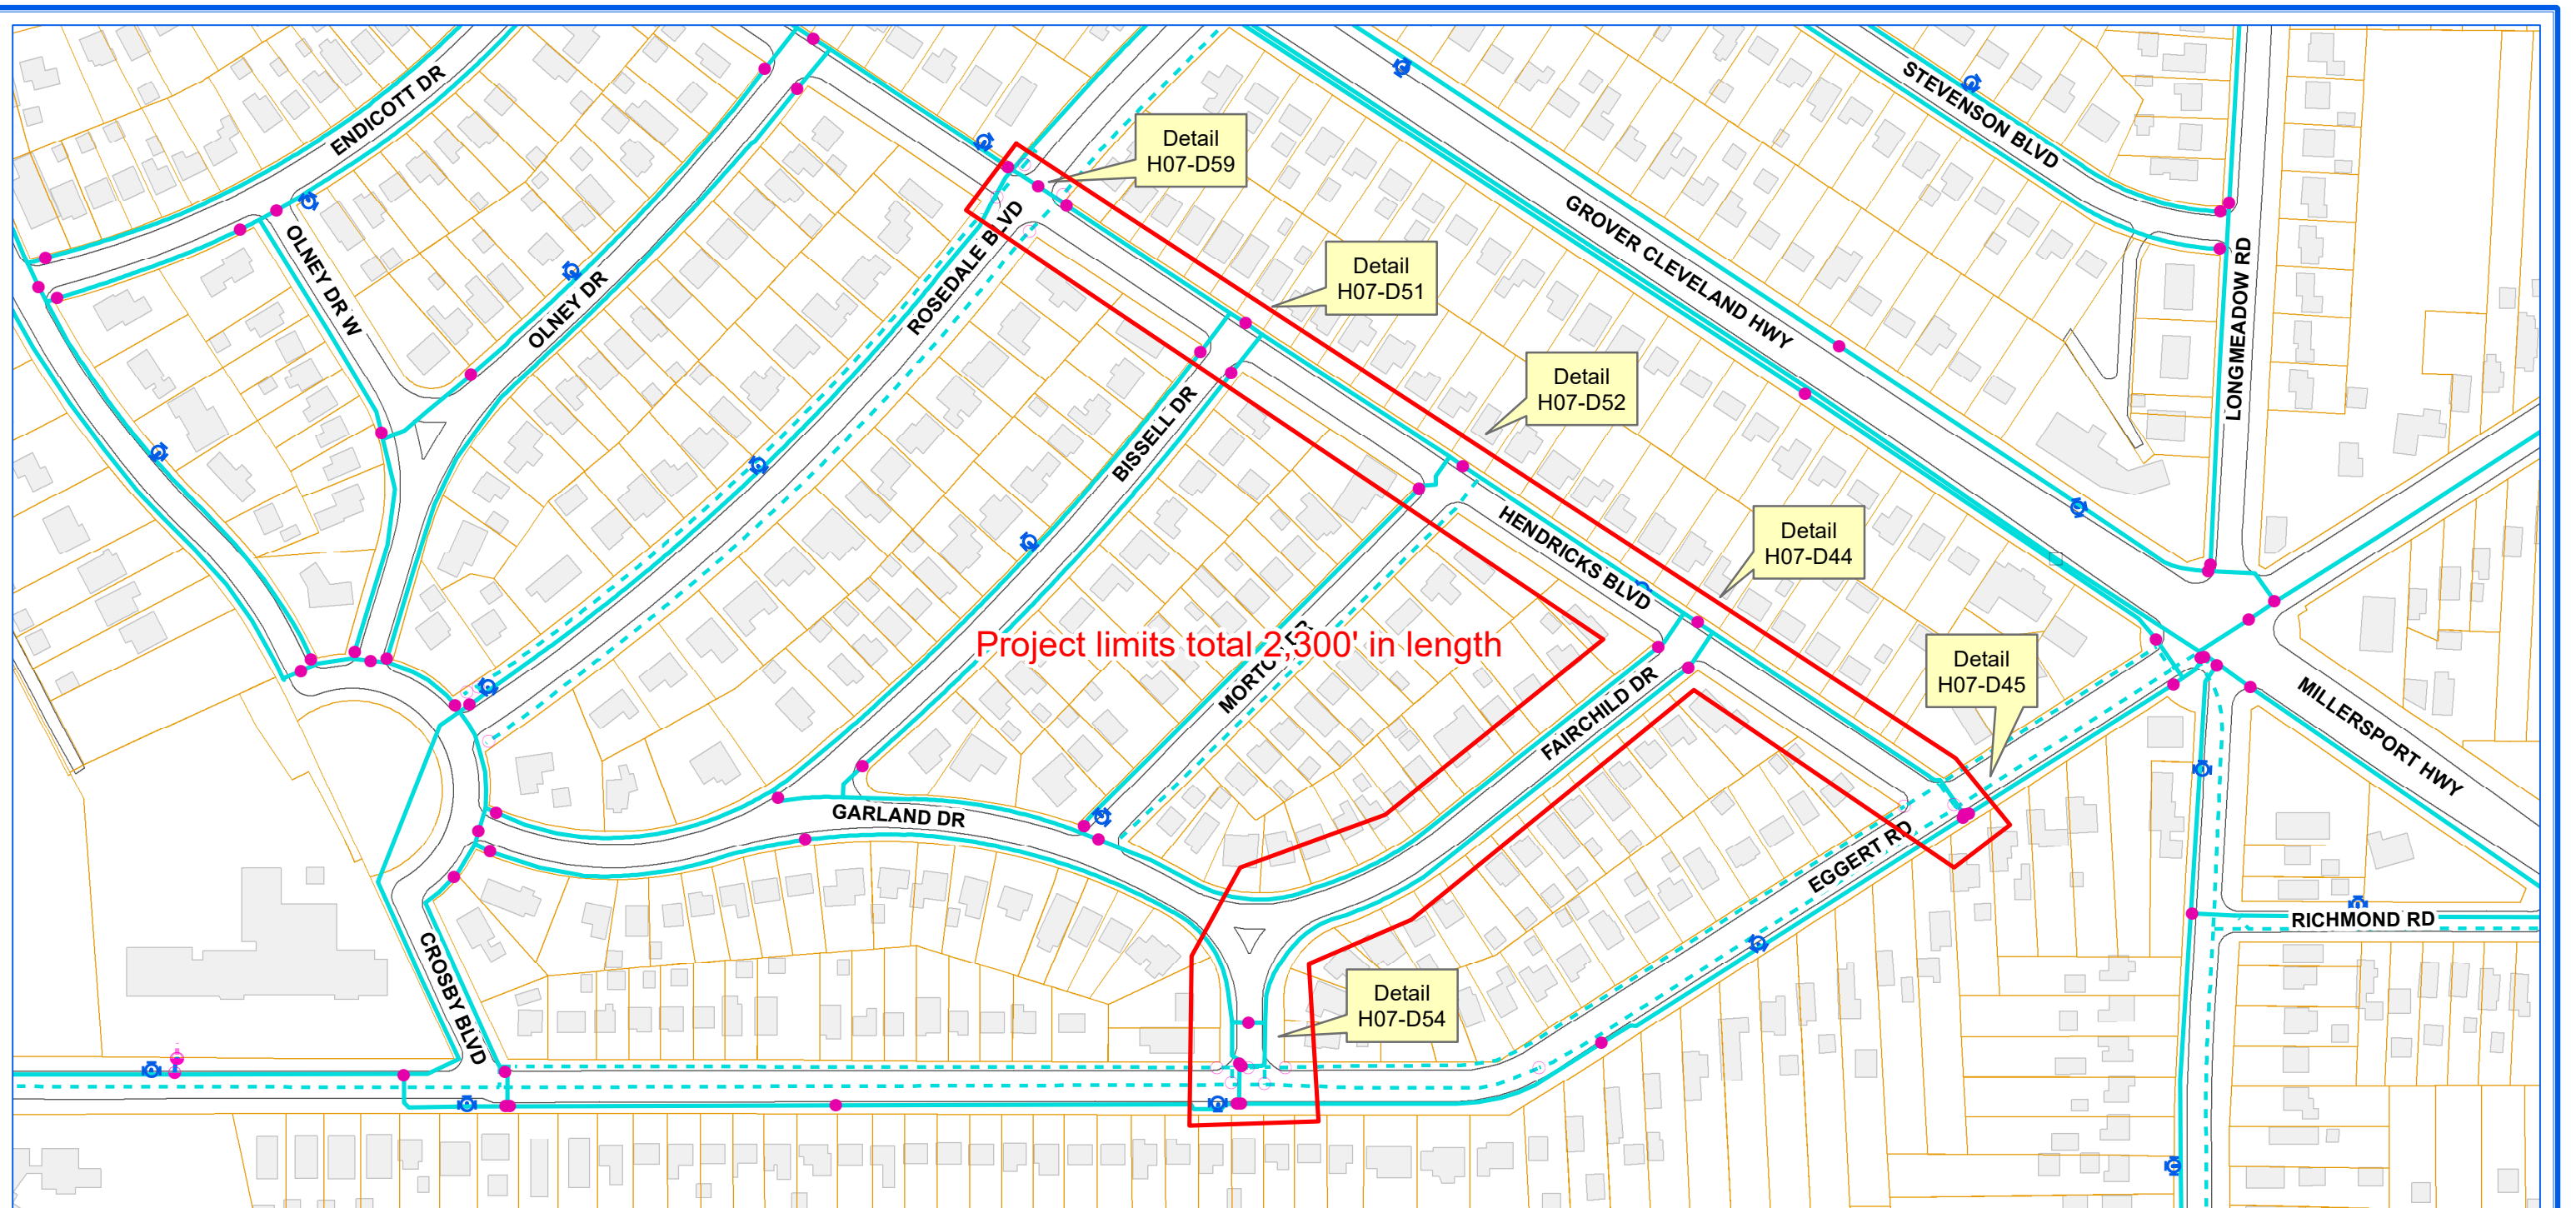 ENDICOTT DR
STEVENSON BLVD
Detail
H07-D59
OLNEY DR W
OLNEY DR
ROSEDALE BLVD
Detail
H07-D51
GROVER CLEVELAND HWY
LONGMEADOW RD
Detail
H07-D52
BISSELL DR
HENDRICKS BLVD
Detail
H07-D44
Project limits total 2,300' in length
FAIRCHILD DR
Detail
H07-D45
MILLERSPORT HWY
GARLAND DR
EGGERT RD
RICHMOND RD
CROSBY BLVD
Detail
H07-D54